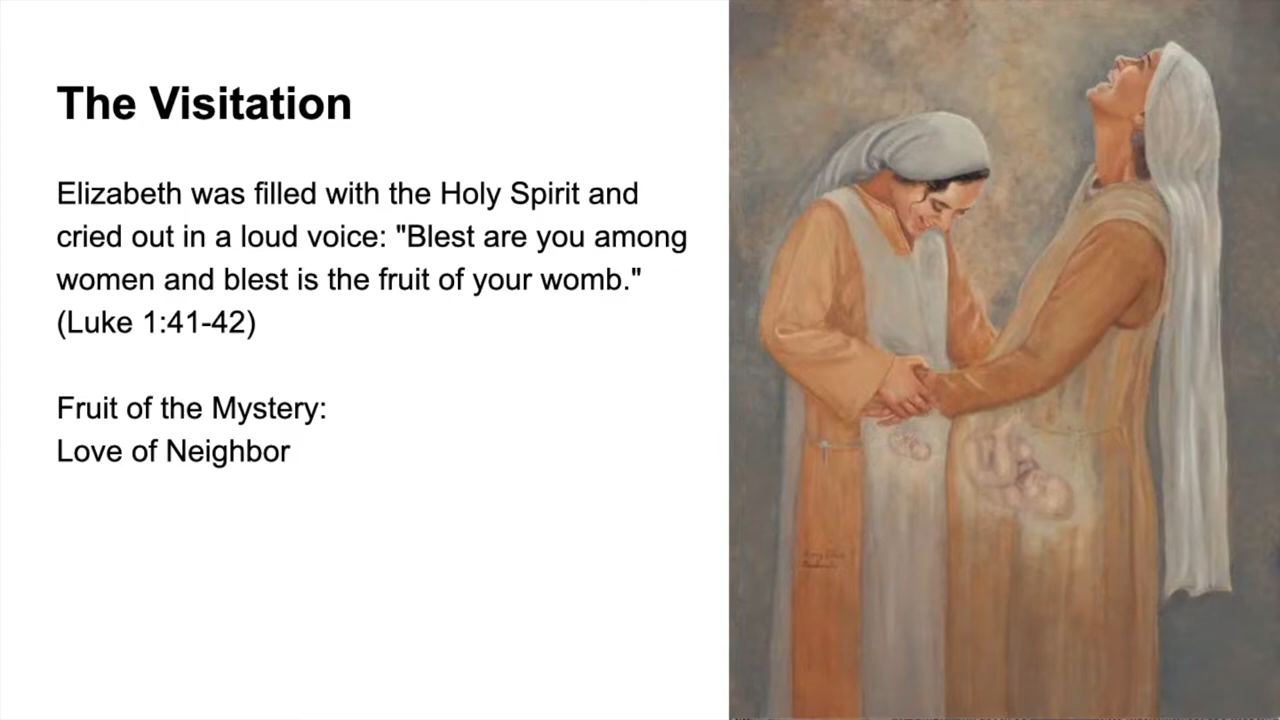 The Visitation
Elizabeth was filled with the Holy Spirit and
cried out in a loud voice: "Blest are you among
women and blest is the fruit of your womb."
(Luke 1:41-42)
Fruit of the Mystery:
Love of Neighbor